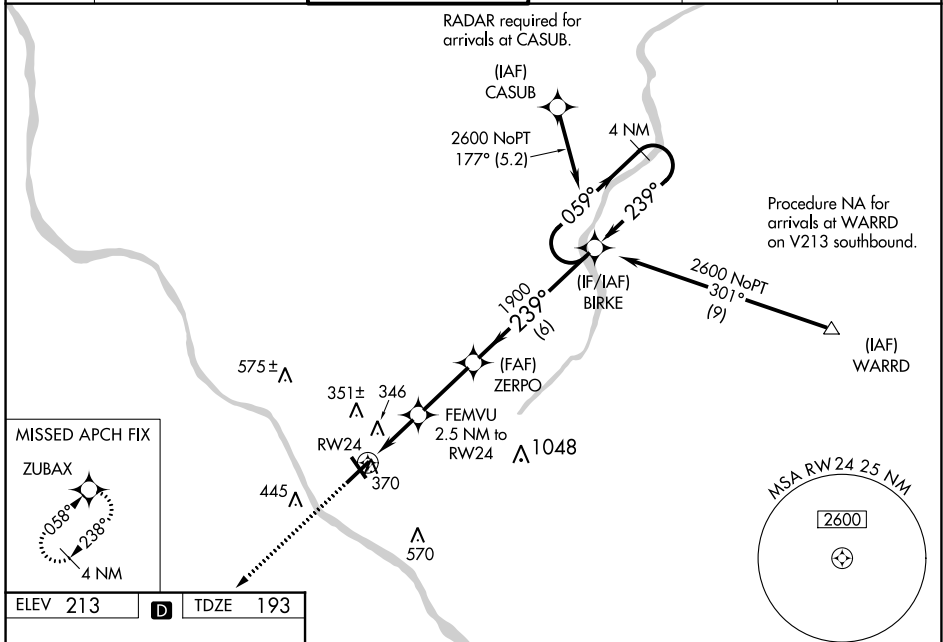 RADAR required for
arrivals at CASUB.
(IAF)
CASUB
2600 NoPT
177° (5.2)
4 NM
059°
239°
Procedure NA for
arrivals at WARRD
on V213 southbound.
2600 NoPT
301°
(9)
(IF/IAF)
BIRKE
(IAF)
WARRD
1900
239°
(6)
(FAF)
ZERPO
575±
351±
346
FEMVU
2.5 NM to
RW24
1048
RW24
370
445
570
MISSED APCH FIX
ZUBAX
058°
238°
4 NM
MSA RW 24 25 NM
2600
ELEV 213
D
TDZE 193